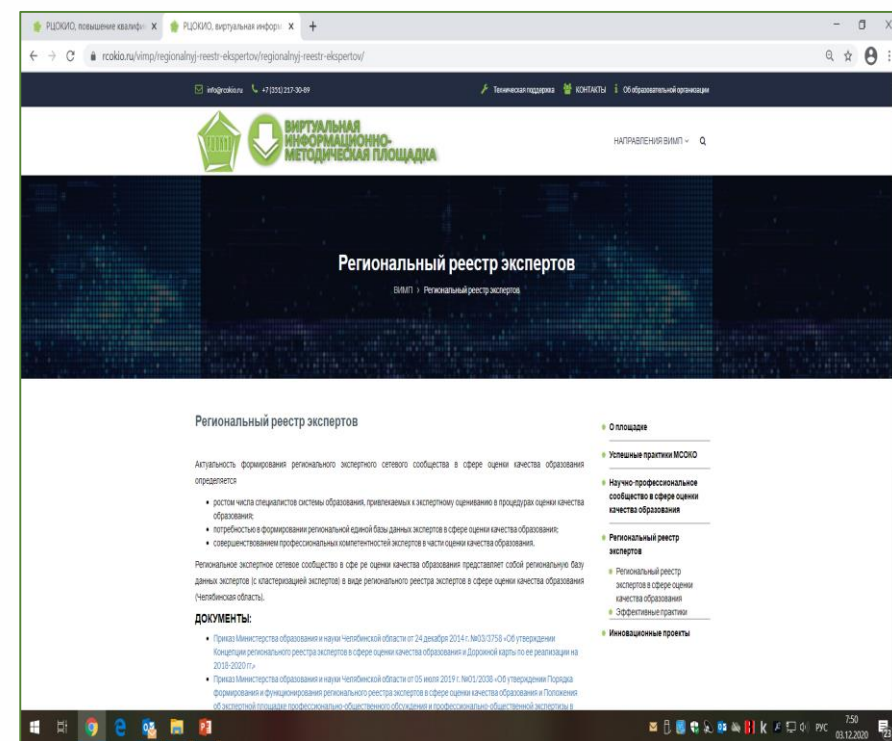 РЦОКИО, повышение квалифи
РЦОКИО, виртуальная информ
rcokio.ru/vimp/regionalnyj-reestr-ekspertov/regionalnyj-reestr-ekspertov/
info@rcokio.ru +7 (351) 217-30-89 Техническая поддержка КОНТАКТЫ Об образовательной организации
РЦОКИО
ВИРТУАЛЬНАЯ
ИНФОРМАЦИОННО-
МЕТОДИЧЕСКАЯ ПЛОЩАДКА
НАПРАВЛЕНИЯ ВИМП
Региональный реестр экспертов
ВИМП > Региональный реестр экспертов
Региональный реестр экспертов
Актуальность формирования регионального экспертного сетевого сообщества в сфере оценки качества образования
определяется
• ростом числа специалистов системы образования, привлекаемых к экспертному оцениванию в процедурах оценки качества
образования;
• потребностью в формировании региональной единой базы данных экспертов в сфере оценки качества образования;
• совершенствованием профессиональных компетентностей экспертов в части оценки качества образования.
Региональное экспертное сетевое сообщество в сфе ре оценки качества образования представляет собой региональную базу
данных экспертов (с кластеризацией экспертов) в виде регионального реестра экспертов в сфере оценки качества образования
(Челябинская область).
ДОКУМЕНТЫ:
• Приказ Министерства образования и науки Челябинской области от 24 декабря 2014 г. №03/3758 «Об утверждении
Концепции регионального реестра экспертов в сфере оценки качества образования и Дорожной карты по ее реализации на
2018-2020 гг.»
• Приказ Министерства образования и науки Челябинской области от 05 июля 2019 г. №01/2038 «Об утверждении Порядка
формирования и функционирования регионального реестра экспертов в сфере оценки качества образования и Положения
об экспертной площадке профессионально-общественного обсуждения и профессионально-общественной экспертизы в
О площадке
Успешные практики МСОКО
Научно-профессиональное
сообщество в сфере оценки
качества образования
Региональный реестр
экспертов
Региональный реестр
экспертов в сфере оценки
качества образования
Эффективные практики
Инновационные проекты
РУС
7:50
03.12.2020
23